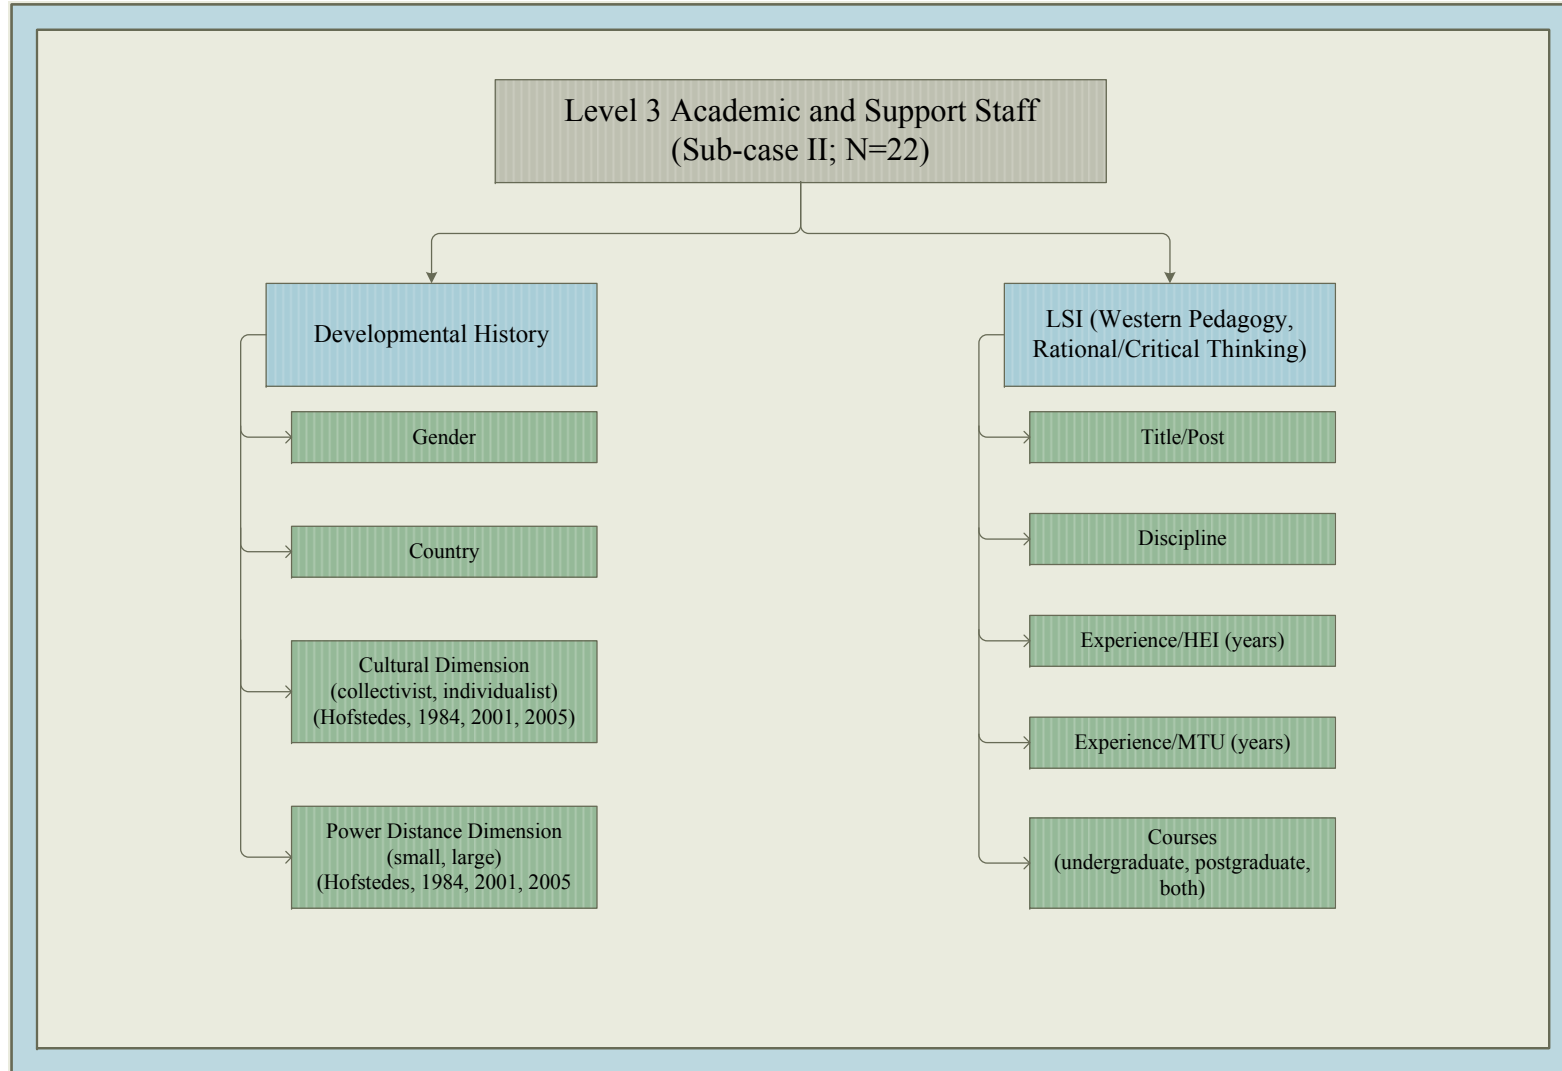 Level 3 Academic and Support Staff
(Sub-case II; N=22)
Developmental History
Gender
Country
Cultural Dimension
(collectivist, individualist)
(Hofstedes, 1984, 2001, 2005)
Power Distance Dimension
(small, large)
(Hofstedes, 1984, 2001, 2005
LSI (Western Pedagogy,
Rational/Critical Thinking)
Title/Post
Discipline
Experience/HEI (years)
Experience/MTU (years)
Courses
(undergraduate, postgraduate,
both)